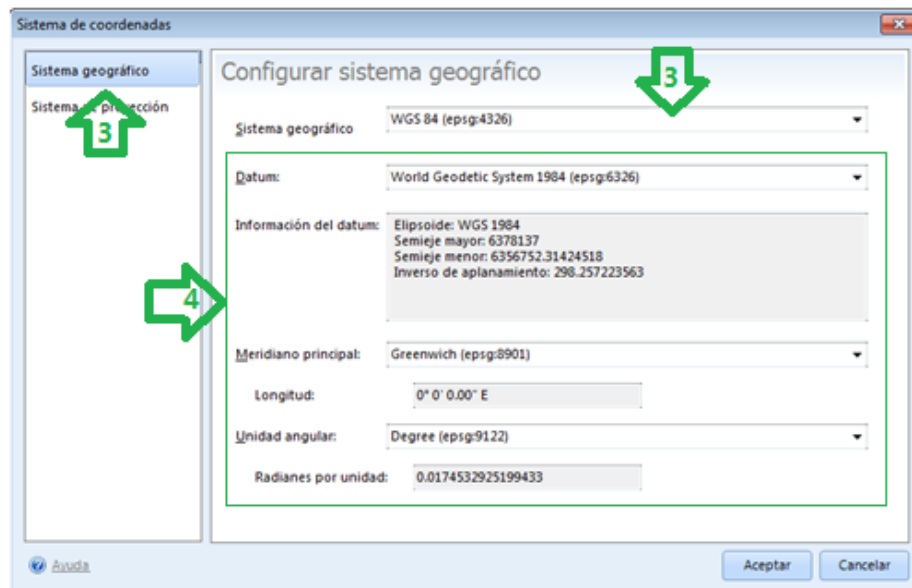 Sistema de coordenadas
Sistema geográfico
Sistema de proyección
3
Configurar sistema geográfico
3
Sistema geográfico
WGS 84 (epsg:4326)
Datum:
World Geodetic System 1984 (epsg:6326)
Información del datum:
Elipsoide: WGS 1984
Semieje mayor: 6378137
Semieje menor: 6356752.31424518
Inverso de aplanamiento: 298.257223563
4
Meridiano principal:
Greenwich (epsg:8901)
Longitud:
0° 0' 0.00" E
Unidad angular:
Degree (epsg:9122)
Radianes por unidad:
0.0174532925199433
Ayuda
Aceptar
Cancelar